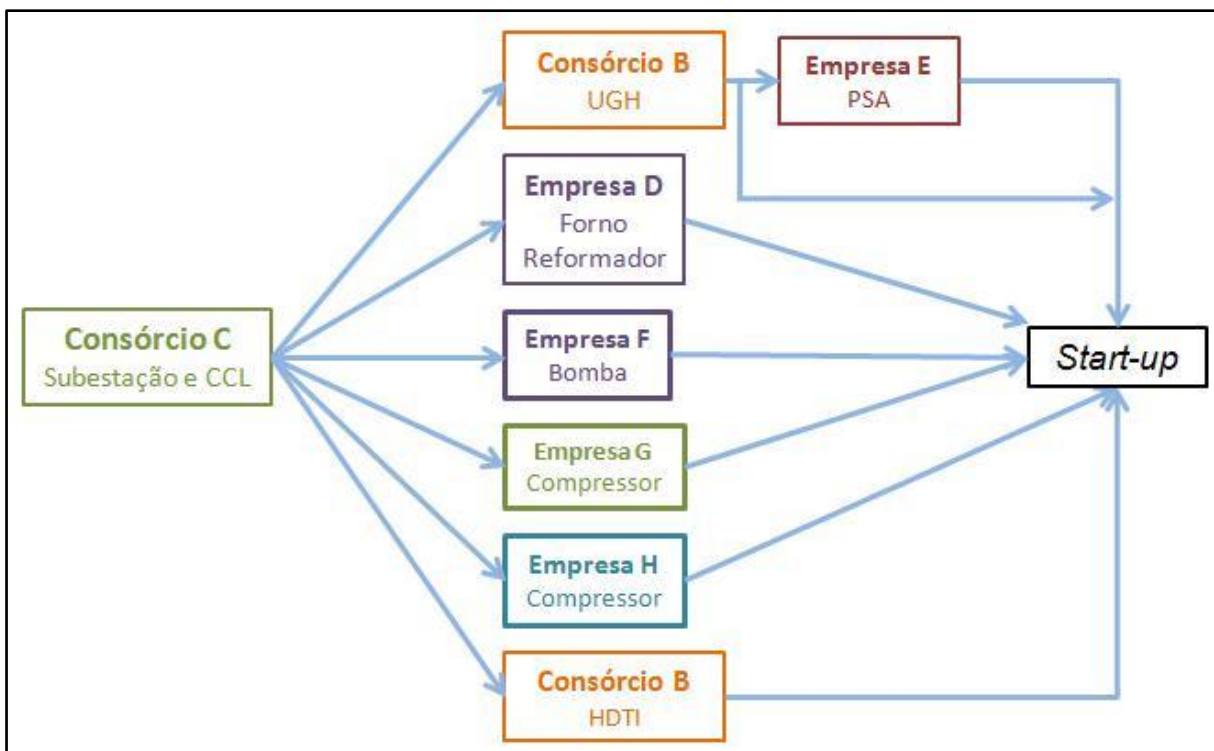 Consórcio B
UGH
Empresa E
PSA
Empresa D
Forno
Reformador
Consórcio C
Subestação e CCL
Empresa F
Bomba
Start-up
Empresa G
Compressor
Empresa H
Compressor
Consórcio B
HDTI